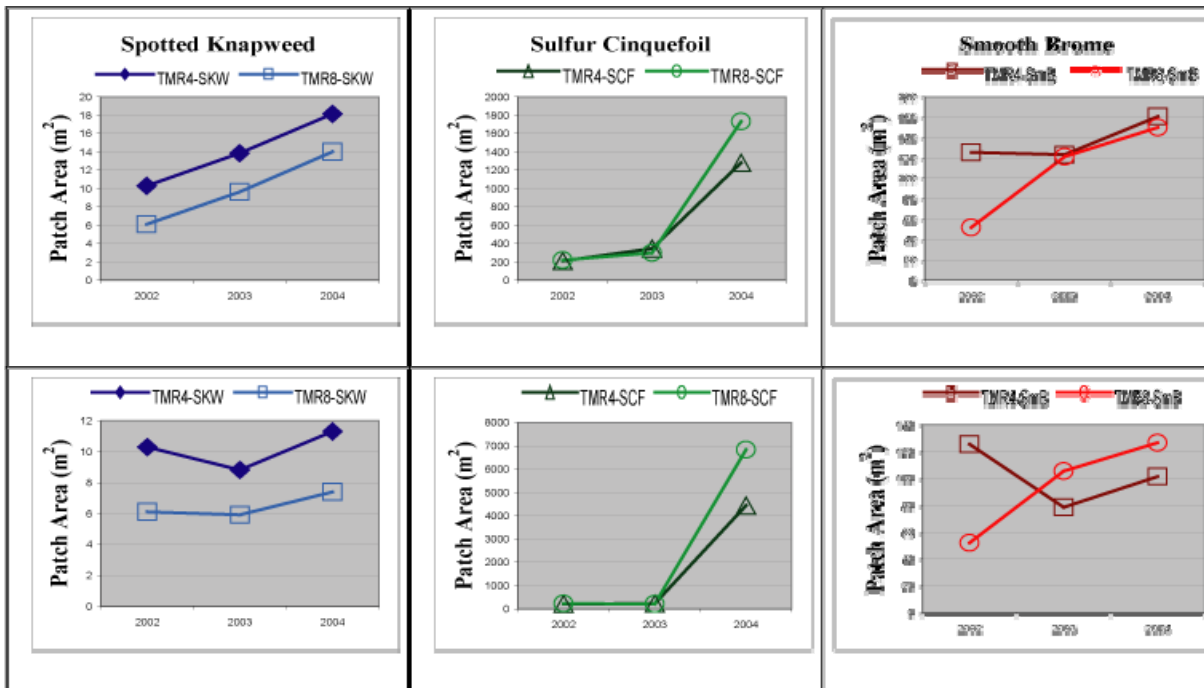 Spotted Knapweed
TMR4-SKW TMR8-SKW
Patch Area (m²)
20
18
16
14
12
10
8
6
4
2
0
2002 2003 2004
Sulfur Cinquefoil
TMR4-SCF TMR8-SCF
Patch Area (m²)
2000
1800
1600
1400
1200
1000
800
600
400
200
0
2002 2003 2004
Smooth Brome
Patch Area (m²)
TMR4-SKW TMR8-SKW
Patch Area (m²)
12
10
8
6
4
2
0
2002 2003 2004
TMR4-SCF TMR8-SCF
Patch Area (m²)
8000
7000
6000
5000
4000
3000
2000
1000
0
2002 2003 2004
Patch Area (m²)